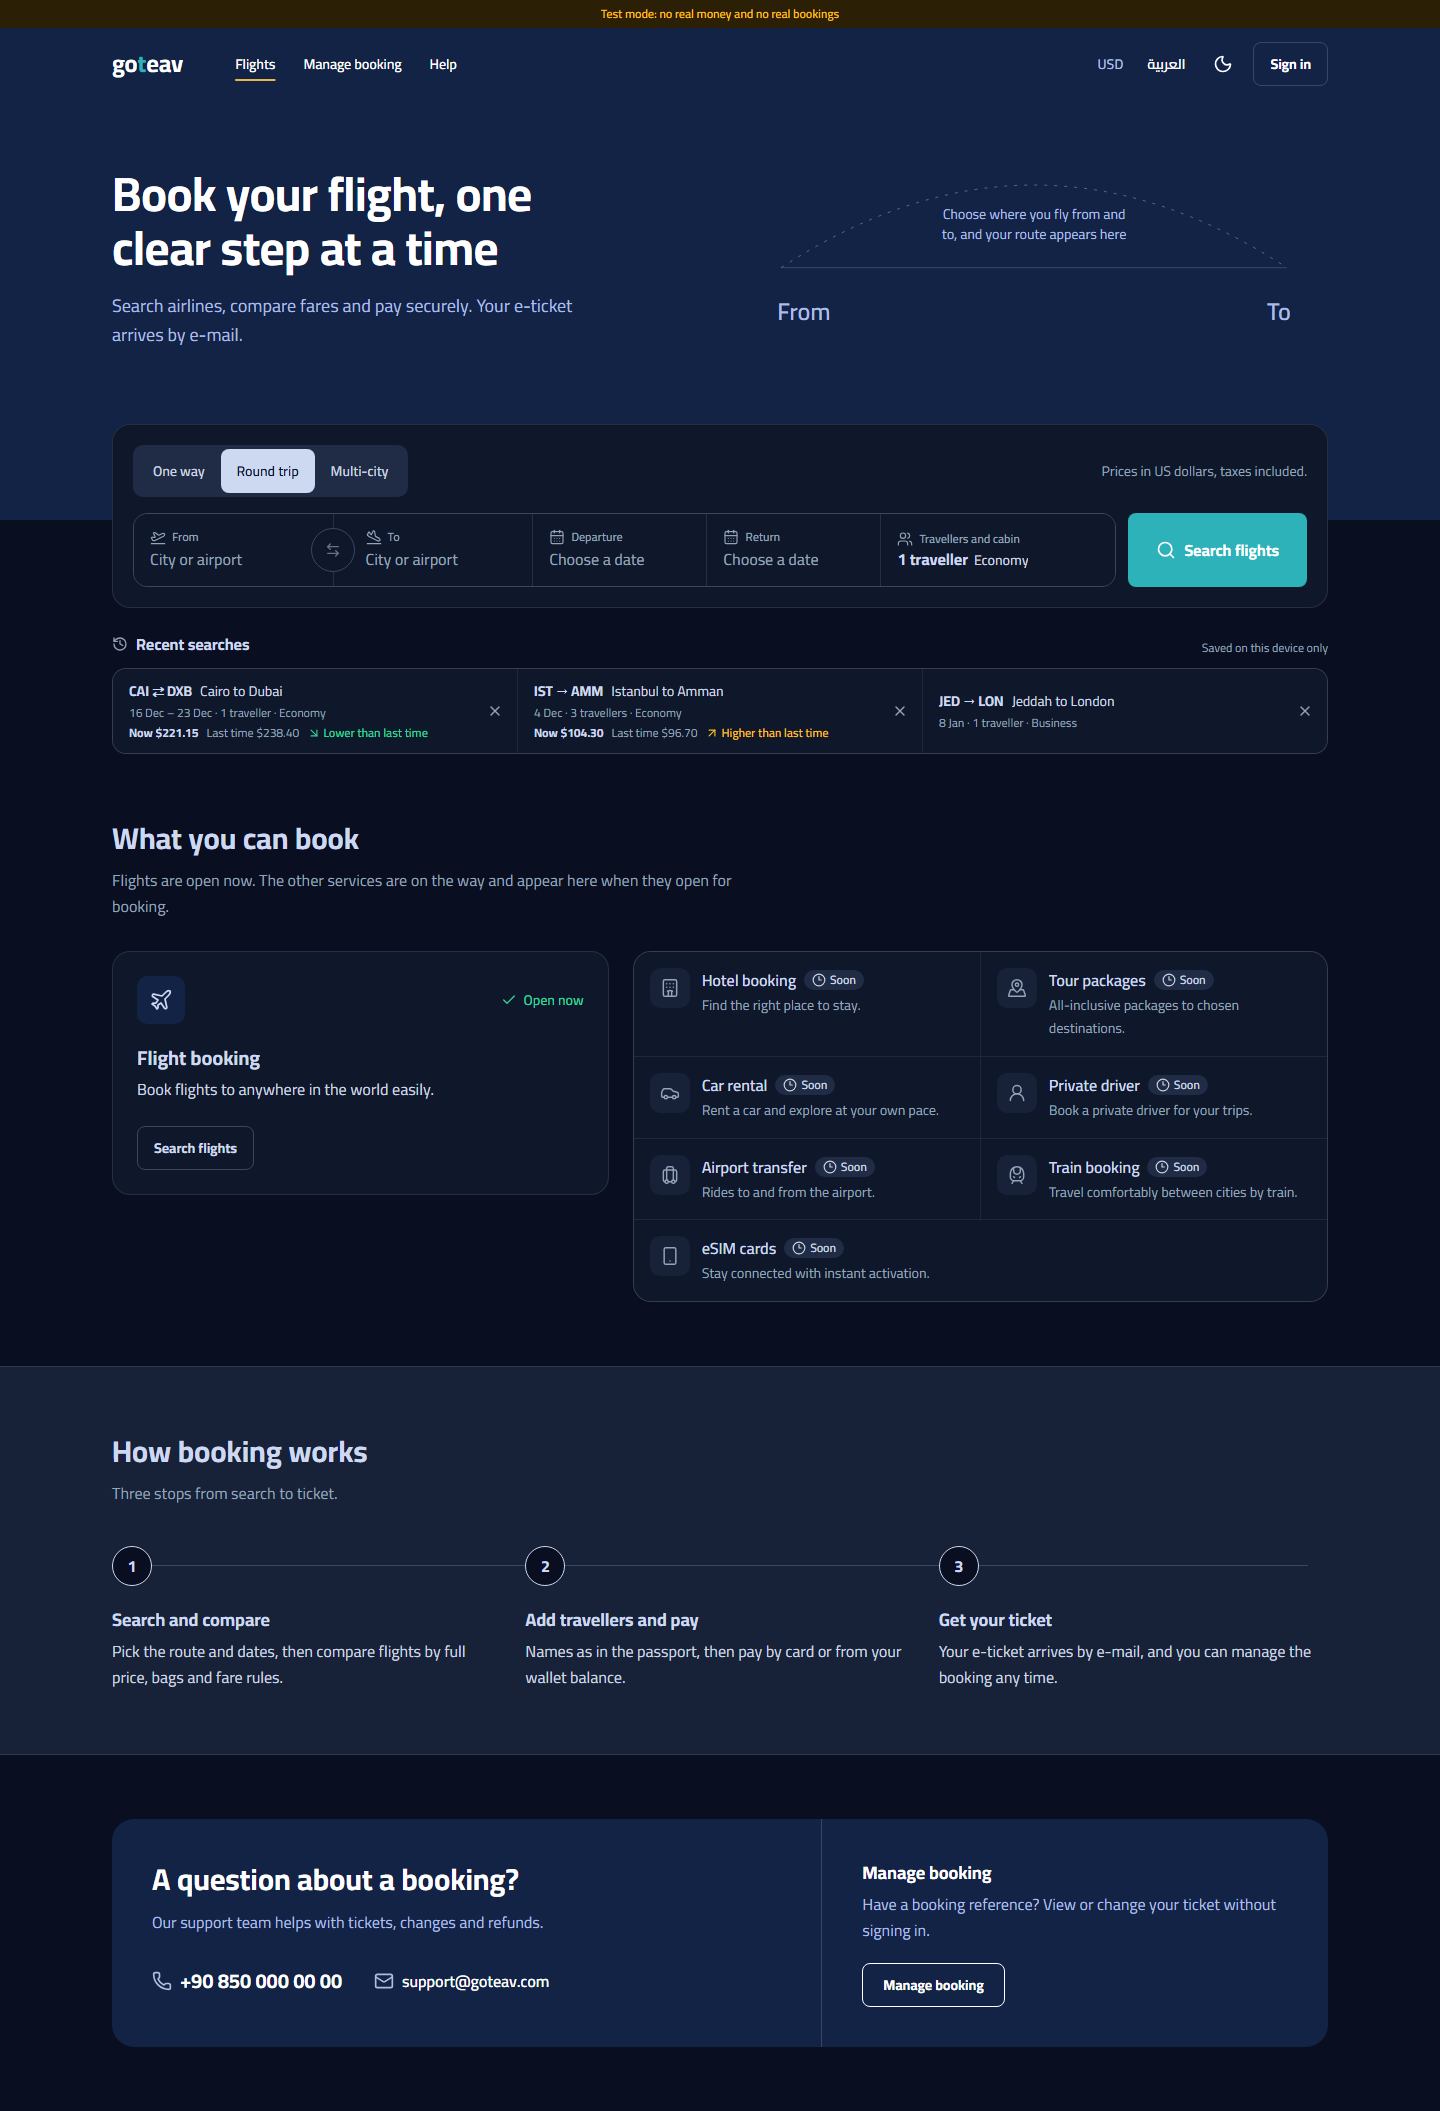 Test mode: no real money and no real bookings
goteav
Flights
Manage booking
Help
USD
العربية
Sign in
Book your flight, one
clear step at a time
Search airlines, compare fares and pay securely. Your e-ticket
arrives by e-mail.
Choose where you fly from and
to, and your route appears here
From
To
One way
Round trip
Multi-city
Prices in US dollars, taxes included.
From
City or airport
To
City or airport
Departure
Choose a date
Return
Choose a date
Travellers and cabin
1 traveller Economy
Search flights
Recent searches
Saved on this device only
CAI ⇄ DXB Cairo to Dubai
16 Dec – 23 Dec · 1 traveller · Economy
Now $221.15 Last time $238.40 ↘ Lower than last time
IST → AMM Istanbul to Amman
4 Dec · 3 travellers · Economy
Now $104.30 Last time $96.70 ↗ Higher than last time
JED → LON Jeddah to London
8 Jan · 1 traveller · Business
What you can book
Flights are open now. The other services are on the way and appear here when they open for
booking.
Open now
Flight booking
Book flights to anywhere in the world easily.
Search flights
Hotel booking Soon
Find the right place to stay.
Tour packages Soon
All-inclusive packages to chosen
destinations.
Car rental Soon
Rent a car and explore at your own pace.
Private driver Soon
Book a private driver for your trips.
Airport transfer Soon
Rides to and from the airport.
Train booking Soon
Travel comfortably between cities by train.
eSIM cards Soon
Stay connected with instant activation.
How booking works
Three stops from search to ticket.
1
Search and compare
Pick the route and dates, then compare flights by full
price, bags and fare rules.
2
Add travellers and pay
Names as in the passport, then pay by card or from your
wallet balance.
3
Get your ticket
Your e-ticket arrives by e-mail, and you can manage the
booking any time.
A question about a booking?
Our support team helps with tickets, changes and refunds.
+90 850 000 00 00
support@goteav.com
Manage booking
Have a booking reference? View or change your ticket without
signing in.
Manage booking